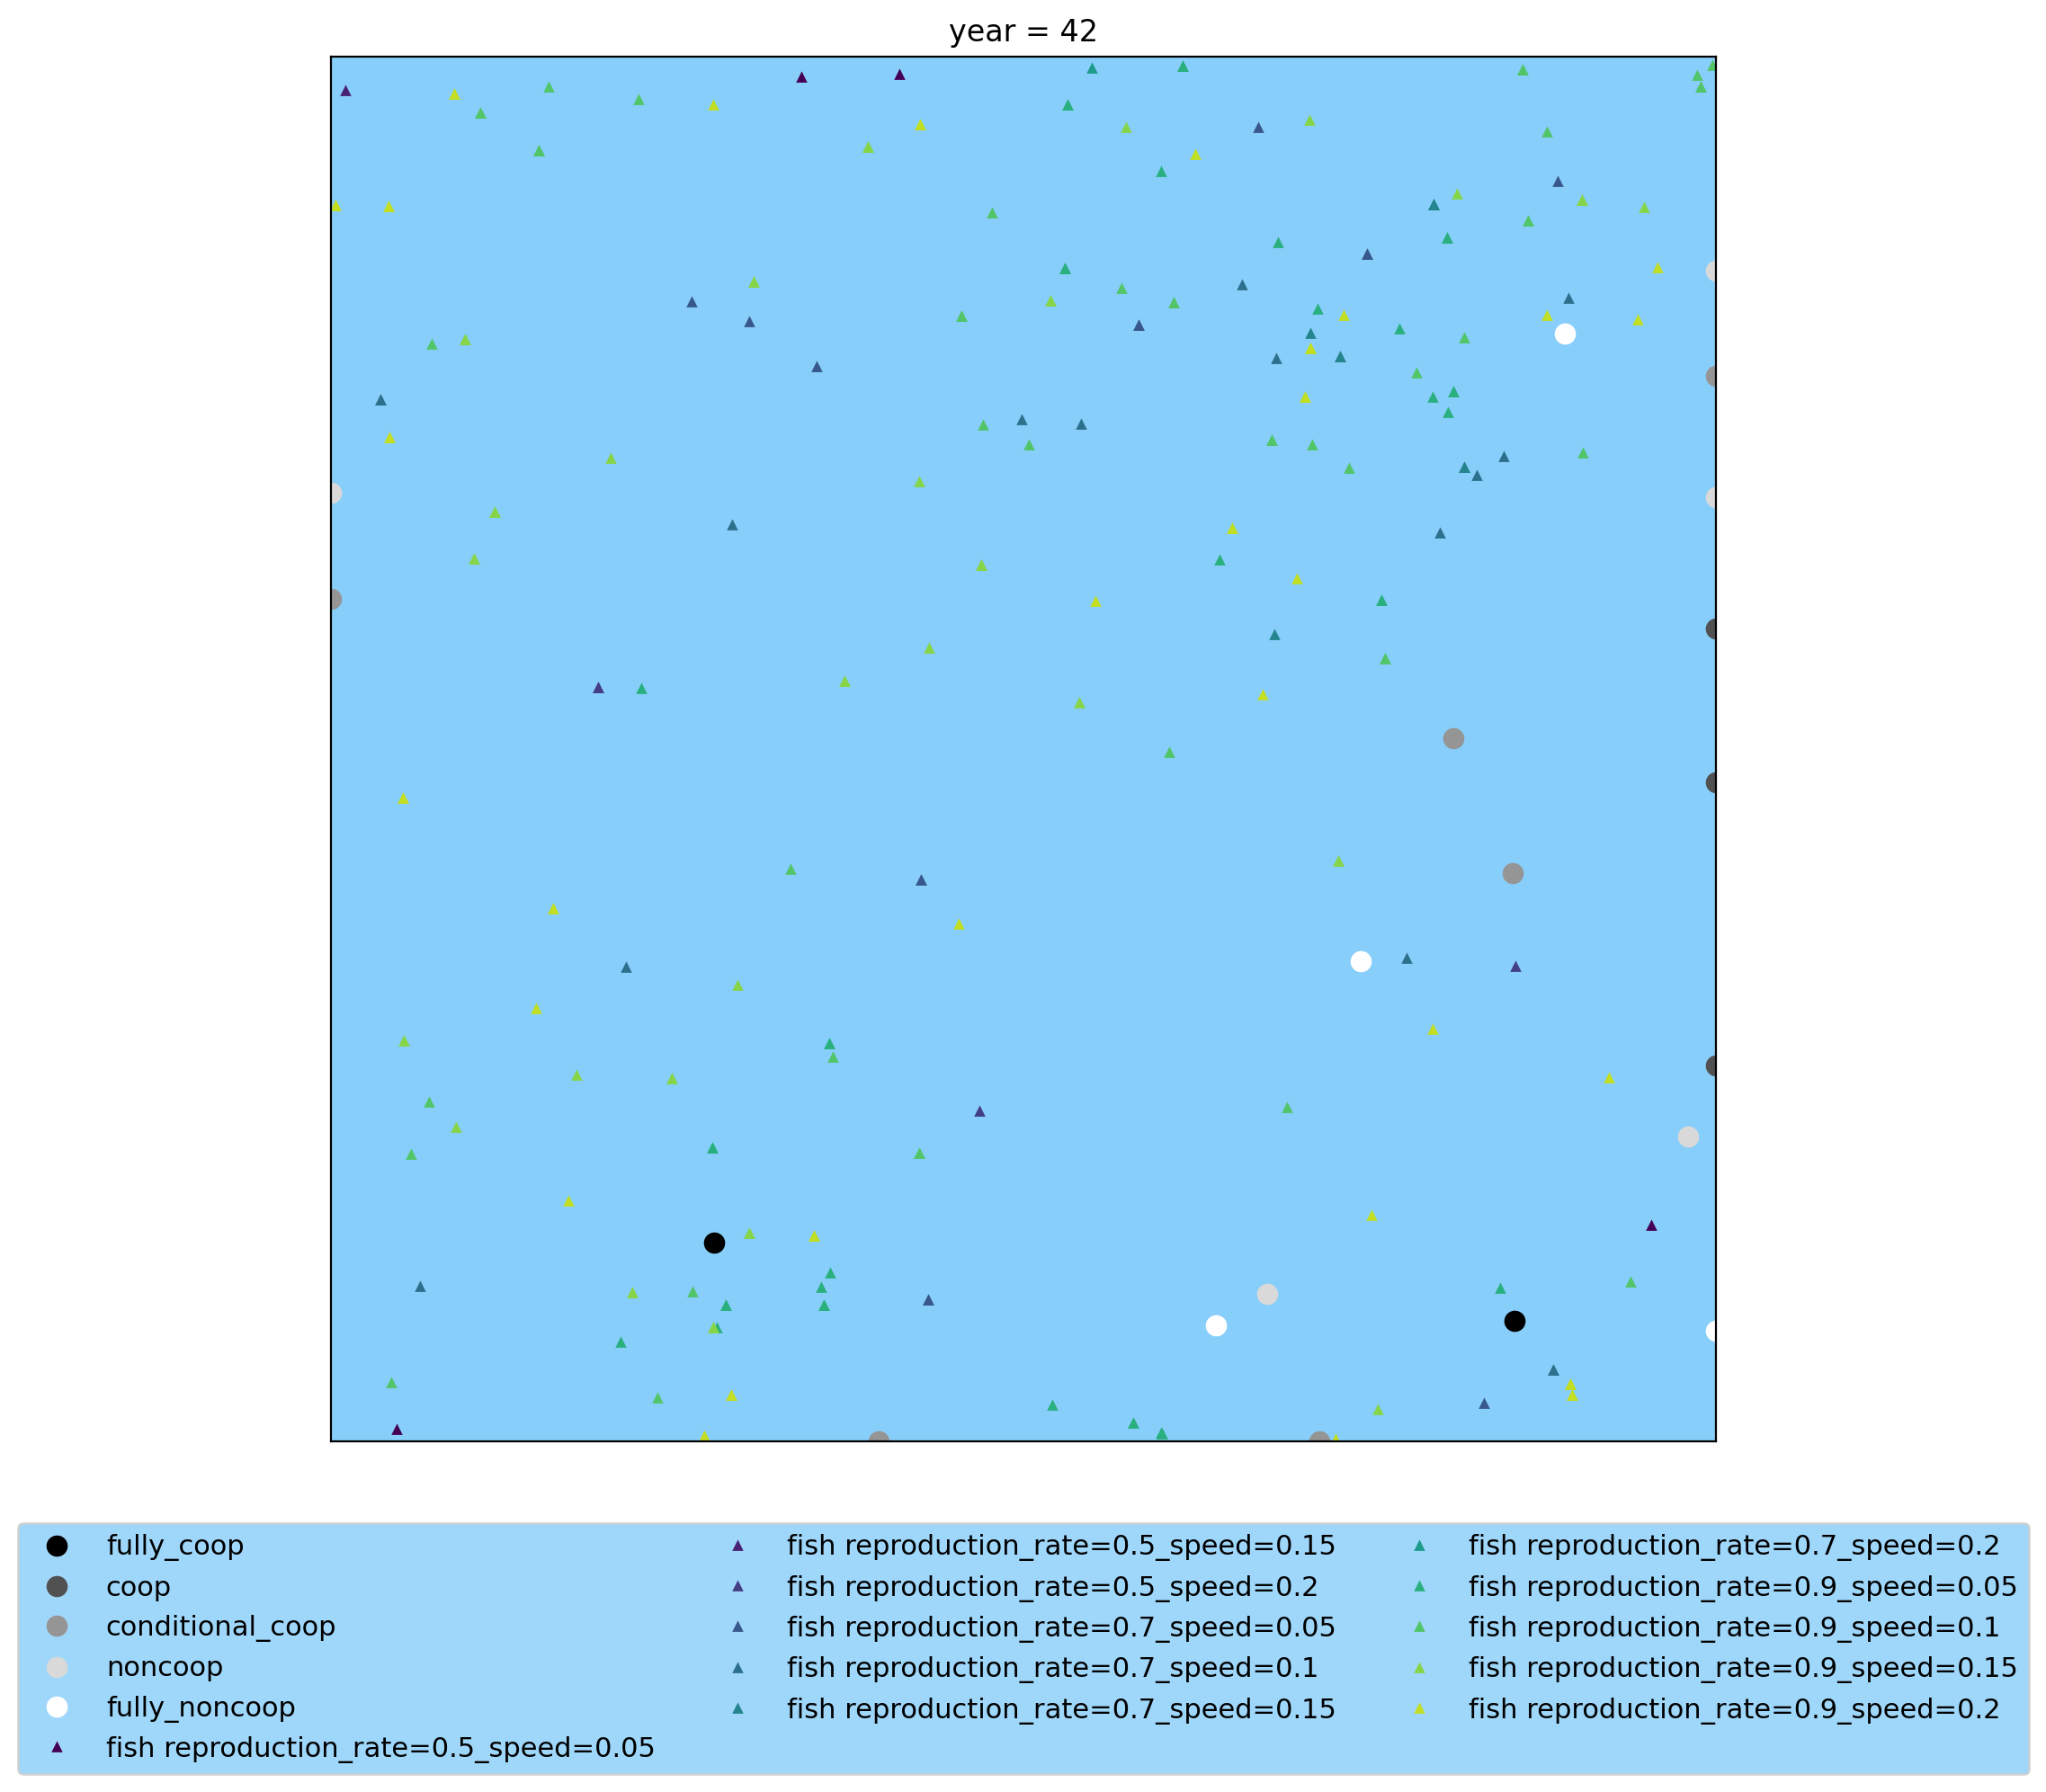 year = 42
fully_coop
coop
conditional_coop
noncoop
fully_noncoop
fish reproduction_rate=0.5_speed=0.05
fish reproduction_rate=0.5_speed=0.15
fish reproduction_rate=0.5_speed=0.2
fish reproduction_rate=0.7_speed=0.05
fish reproduction_rate=0.7_speed=0.1
fish reproduction_rate=0.7_speed=0.15
fish reproduction_rate=0.7_speed=0.2
fish reproduction_rate=0.9_speed=0.05
fish reproduction_rate=0.9_speed=0.1
fish reproduction_rate=0.9_speed=0.15
fish reproduction_rate=0.9_speed=0.2